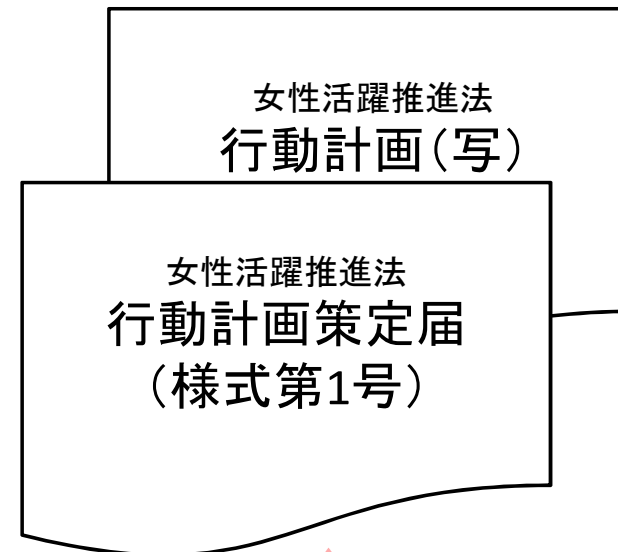 女性活躍推進法
行動計画（写）
女性活躍推進法
行動計画策定届
（様式第1号）